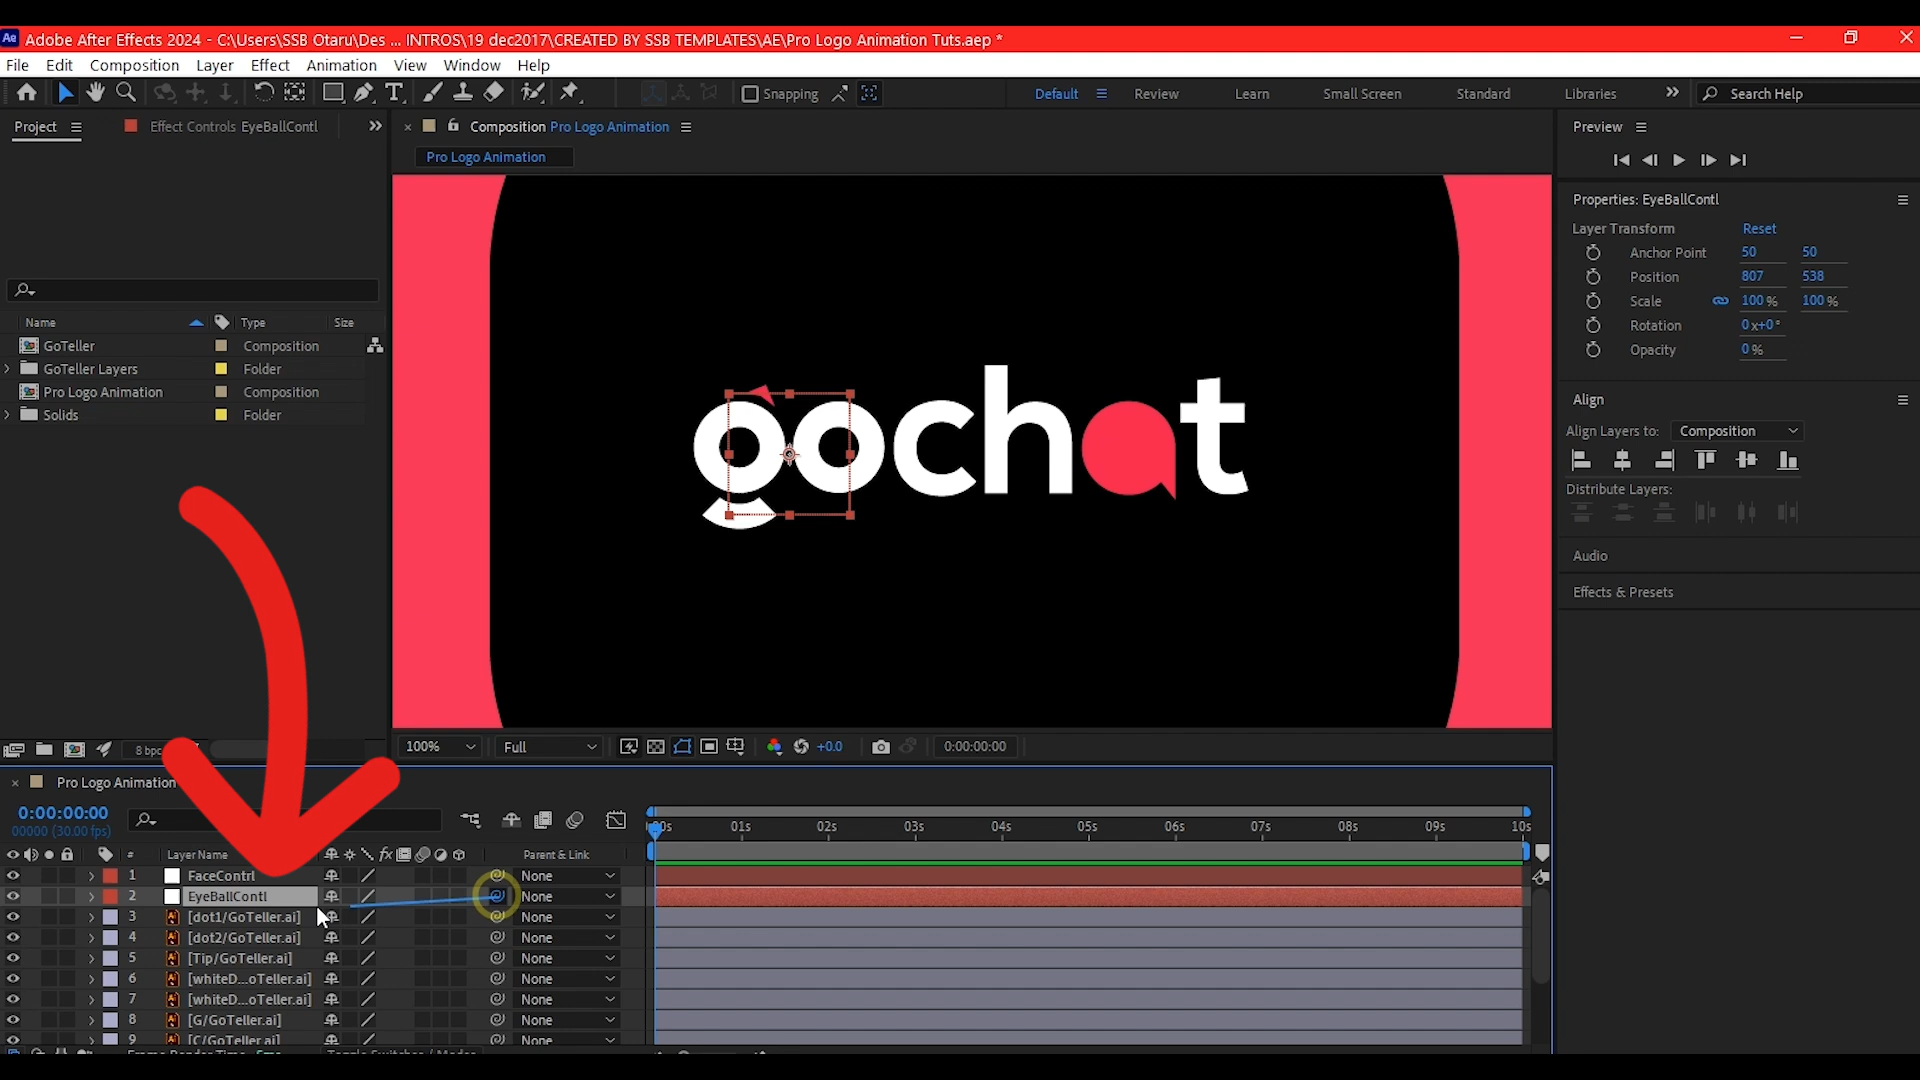 Adobe After Effects 2024 - C:\Users\SSB Otaru\Des ... INTROS\19 dec2017\CREATED BY SSB TEMPLATES\AE\Pro Logo Animation Tuts.aep *
File Edit Composition Layer Effect Animation View Window Help
Snapping Default Review Learn Small Screen Standard Libraries Search Help
Project Effect Controls EyeBallContl Composition Pro Logo Animation Preview
Pro Logo Animation
Properties: EyeBallContl
Layer Transform Reset
Anchor Point 50 50
Position 807 538
Scale 100 % 100 %
Rotation 0x+0°
Opacity 0 %
Name Type Size
GoTeller Composition
GoTeller Layers Folder
Pro Logo Animation Composition
Solids Folder
gochat
Align
Align Layers to: Composition
Distribute Layers:
Audio
Effects & Presets
8 bpc
100% Full +0.0 0:00:00:00
Pro Logo Animation
0:00:00:00
00000 (30.00 fps)
01s 02s 03s 04s 05s 06s 07s 08s 09s 10s
# Layer Name Parent & Link
1 FaceContrl None
2 EyeBallContl None
3 [dot1/GoTeller.ai] None
4 [dot2/GoTeller.ai] None
5 [Tip/GoTeller.ai] None
6 [whiteD...oTeller.ai] None
7 [whiteD...oTeller.ai] None
8 [G/GoTeller.ai] None
9 [C/GoTeller.ai] None